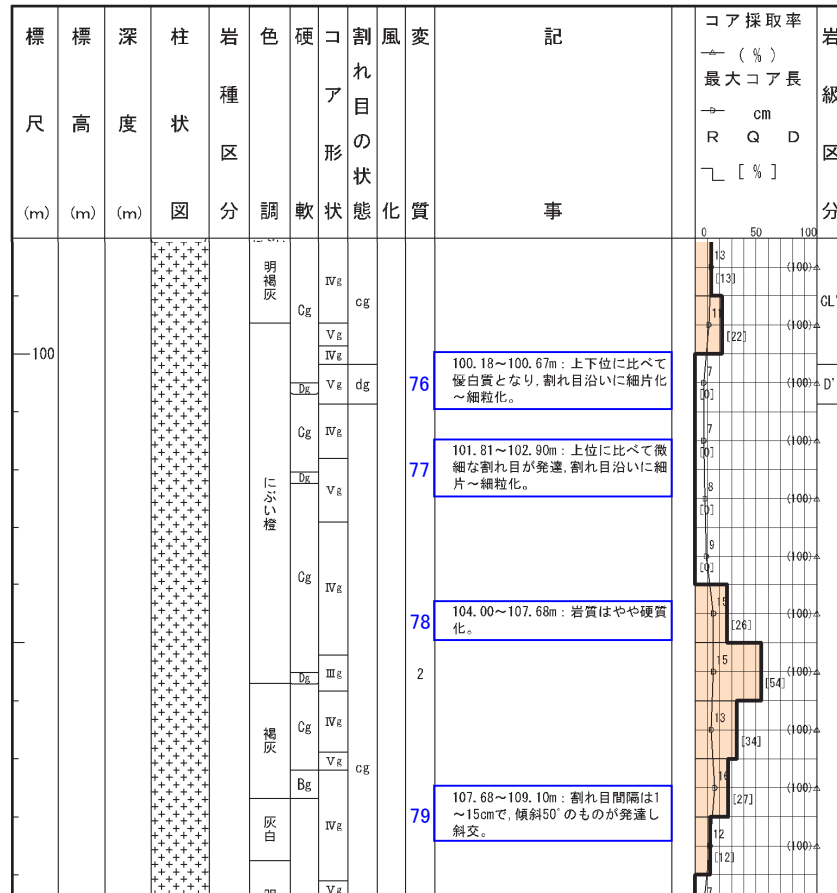 標尺(m)
標高(m)
深度(m)
柱状図
岩種区分
色調
硬軟
コア形状
割れ目の状態
風化
変質
記事
コア採取率
(%)
最大コア長
cm
R Q D
[%]
岩級区分
0 50 100
100
明褐灰
にぶい橙
褐灰
灰白
Cg
Dg
Cg
Dg
Cg
Dg
Cg
Bg
Ⅳg
Ⅴg
Ⅳg
Ⅴg
Ⅳg
Ⅴg
Ⅳg
Ⅲg
Ⅳg
Ⅴg
Ⅳg
Ⅴg
cg
dg
cg
2
76
100.18~100.67m:上下位に比べて
優白質となり,割れ目沿いに細片化
~細粒化。
77
101.81~102.90m:上位に比べて微
細な割れ目が発達,割れ目沿いに細
片~細粒化。
78
104.00~107.68m:岩質はやや硬質
化。
79
107.68~109.10m:割れ目間隔は1
~15cmで,傾斜50°のものが発達し
斜交。
13 (100)
[13]
11 (100)
[22]
7 (100)
[0]
7 (100)
[0]
8 (100)
[0]
9 (100)
[0]
15 (100)
[26]
15 (100)
[54]
13 (100)
[34]
16 (100)
[27]
12 (100)
[12]
7
CL'
D'